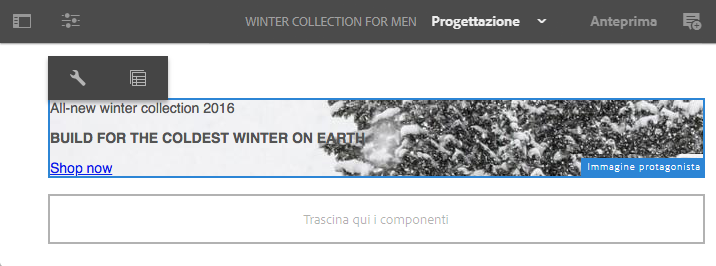 WINTER COLLECTION FOR MEN Progettazione Anteprima
All-new winter collection 2016
BUILD FOR THE COLDEST WINTER ON EARTH
Shop now
Immagine protagonista
Trascina qui i componenti